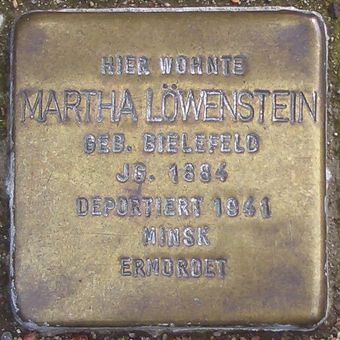 HIER WOHNTE
MARTHA LÖWENSTEIN
GEB. BIELEFELD
JG. 1884
DEPORTIERT 1941
MINSK
ERMORDET